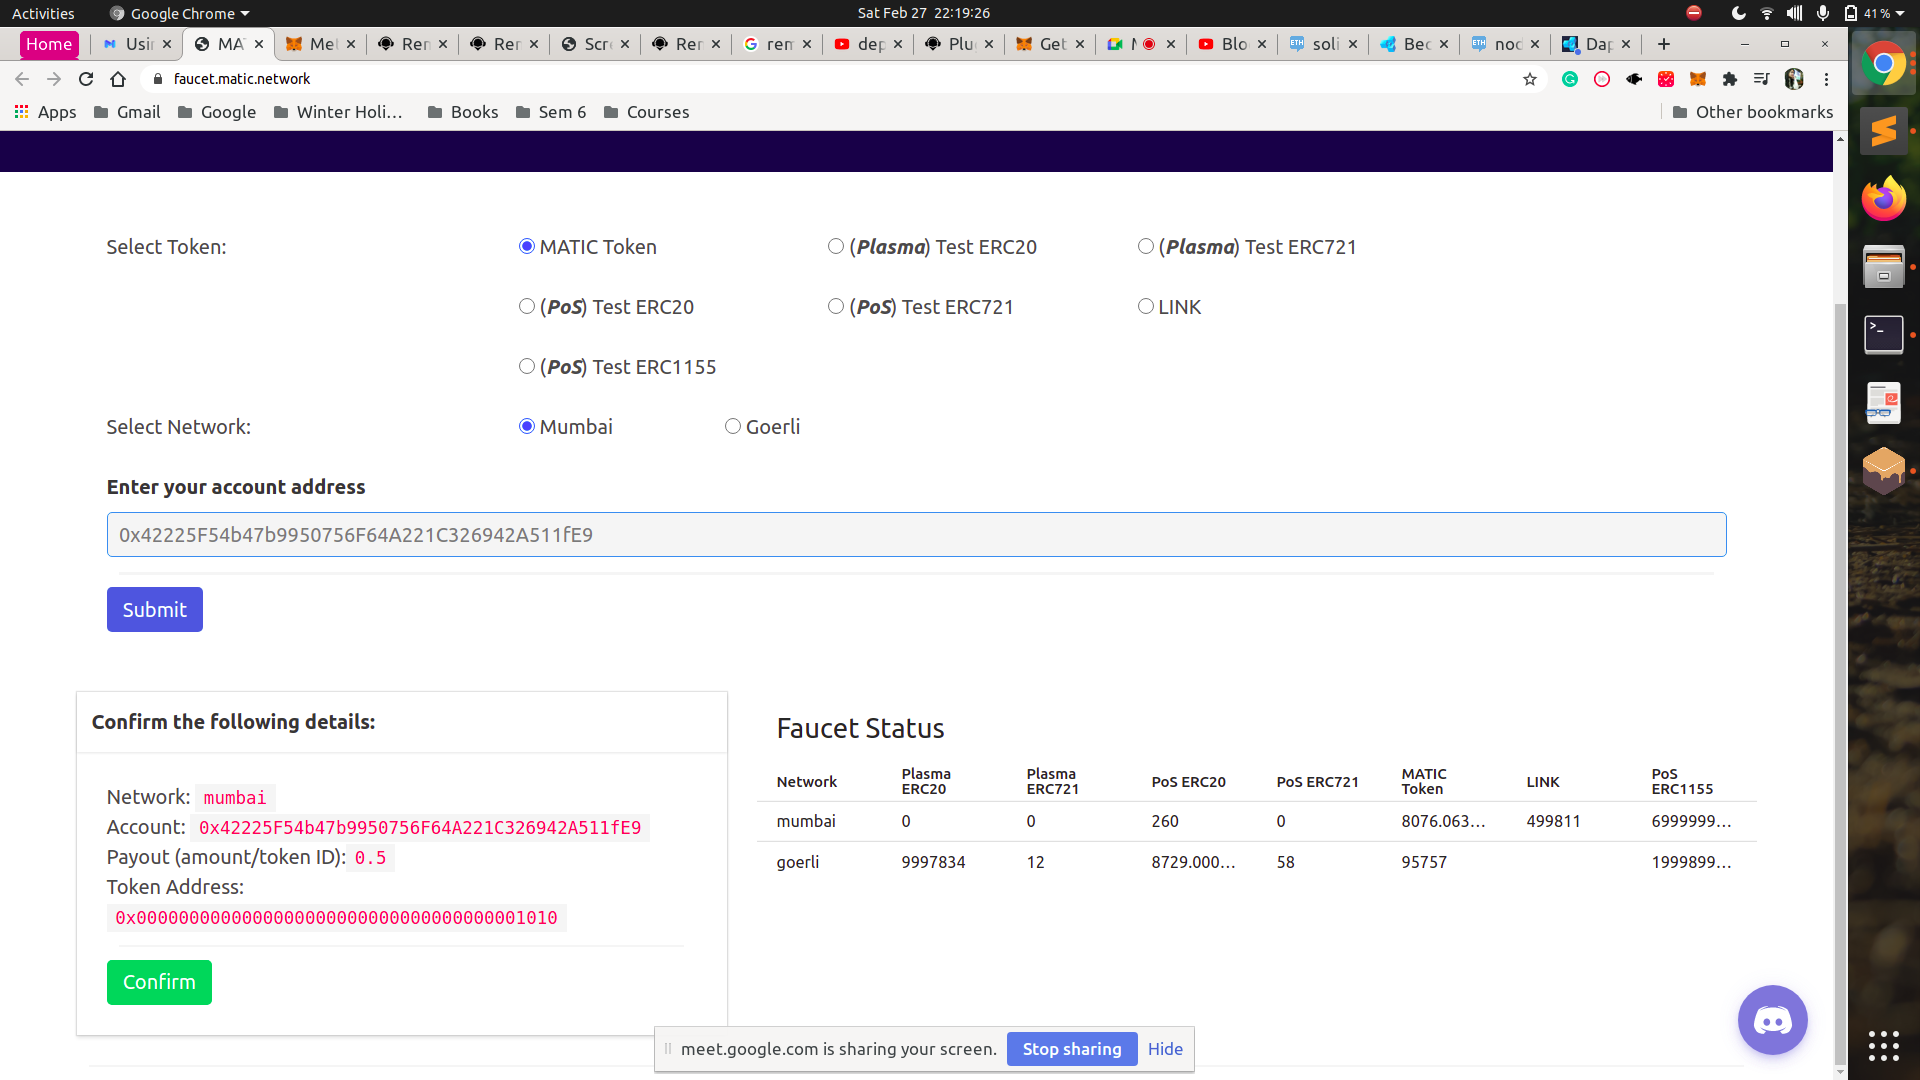 Activities Google Chrome Sat Feb 27 22:19:26 41 %
Home Usir MA Me Ren Rer Scr Rer rem dep Plu Get M Blo soli Bec noc Dap
faucet.matic.network
Apps Gmail Google Winter Holi... Books Sem 6 Courses Other bookmarks
Select Token: MATIC Token (Plasma) Test ERC20 (Plasma) Test ERC721
(PoS) Test ERC20 (PoS) Test ERC721 LINK
(PoS) Test ERC1155
Select Network: Mumbai Goerli
Enter your account address
0x42225F54b47b9950756F64A221C326942A511fE9
Submit
Confirm the following details:
Network: mumbai
Account: 0x42225F54b47b9950756F64A221C326942A511fE9
Payout (amount/token ID): 0.5
Token Address:
0x0000000000000000000000000000000000001010
Confirm
Faucet Status
Network Plasma ERC20 Plasma ERC721 PoS ERC20 PoS ERC721 MATIC Token LINK PoS ERC1155
mumbai 0 0 260 0 8076.063... 499811 6999999...
goerli 9997834 12 8729.000... 58 95757 1999899...
meet.google.com is sharing your screen. Stop sharing Hide